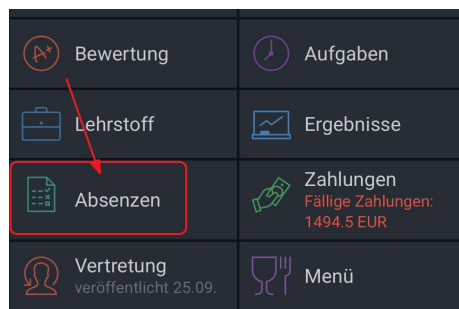 A+
Bewertung
Aufgaben
Lehrstoff
Ergebnisse
Absenzen
Zahlungen
Fällige Zahlungen:
1494.5 EUR
Vertretung
veröffentlicht 25.09.
Menü